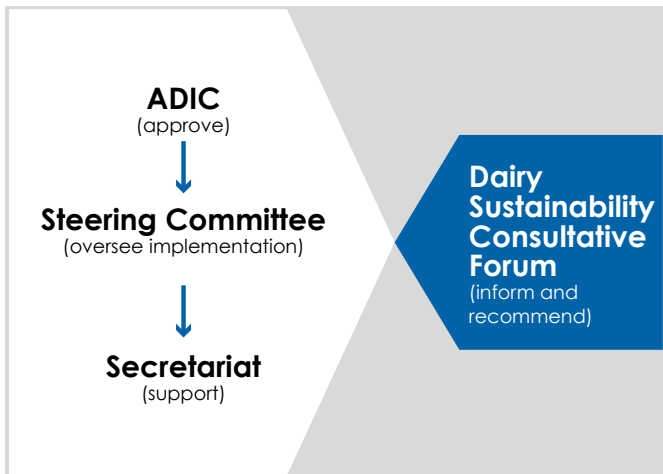 ADIC
(approve)
Steering Committee
(oversee implementation)
Secretariat
(support)
Dairy
Sustainability
Consultative
Forum
(inform and
recommend)